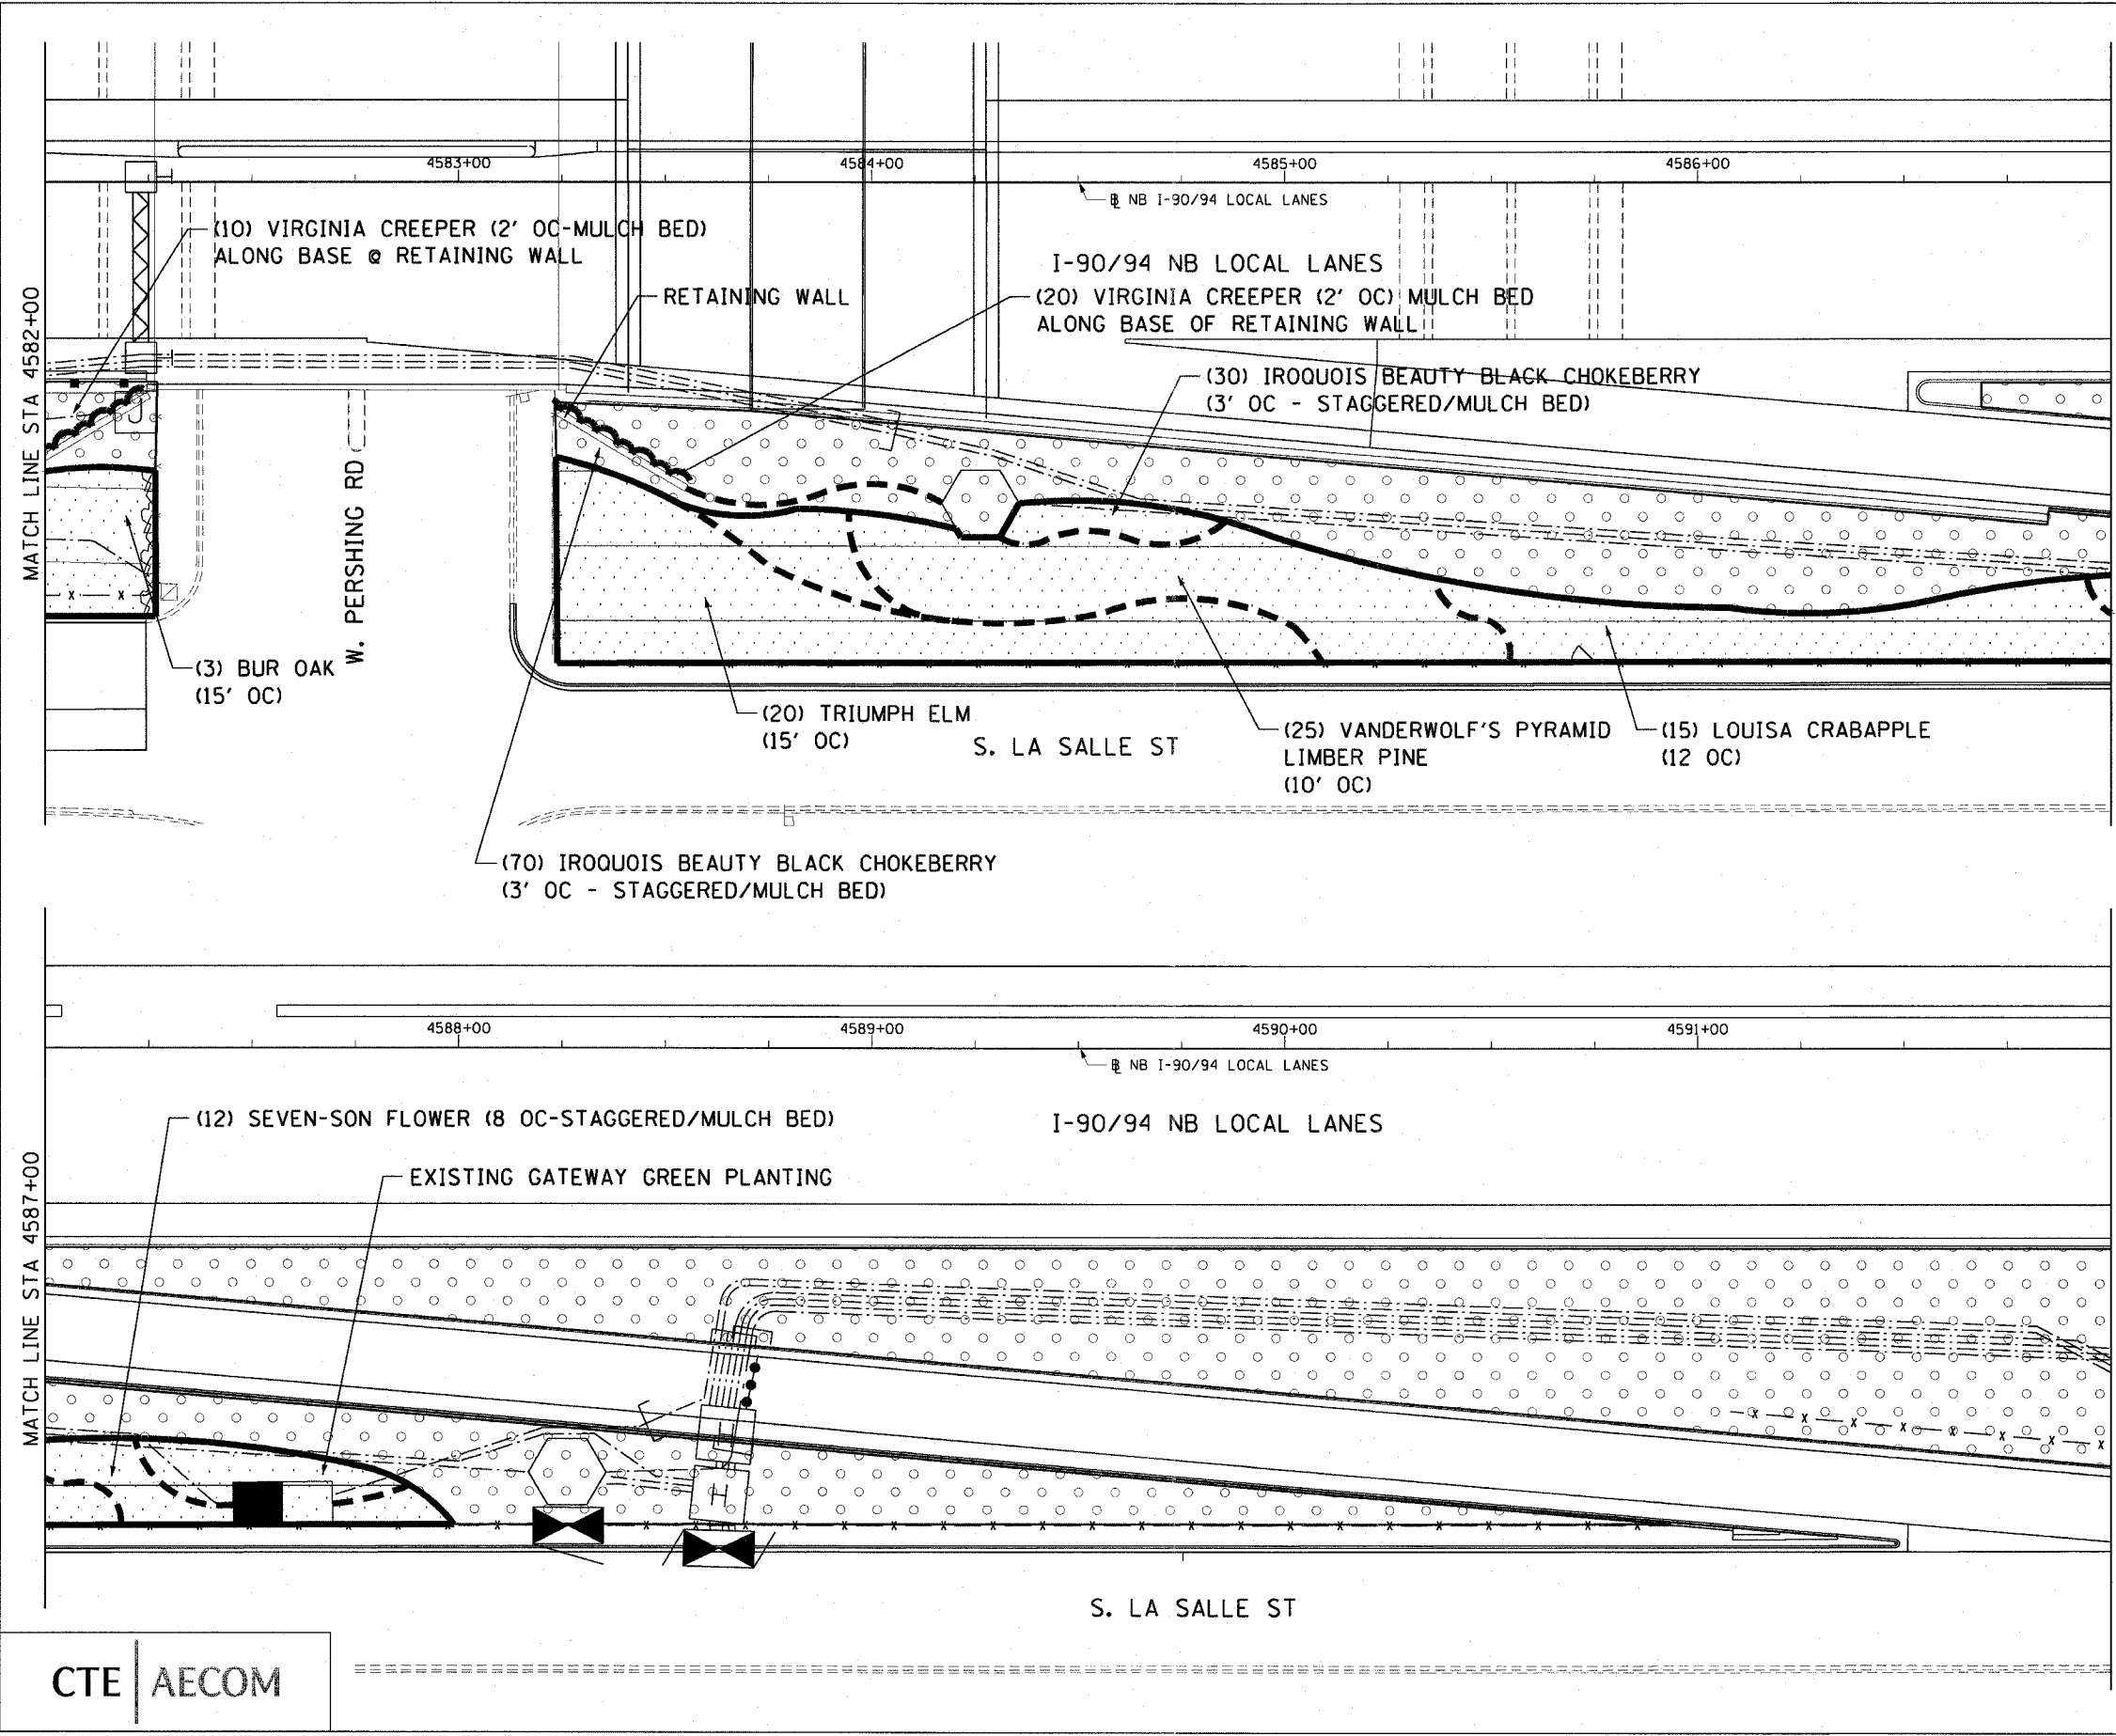 4583+00
4584+00
4585+00
4586+00
NB I-90/94 LOCAL LANES
(10) VIRGINIA CREEPER (2' OC-MULCH BED)
ALONG BASE @ RETAINING WALL
RETAINING WALL
I-90/94 NB LOCAL LANES
(20) VIRGINIA CREEPER (2' OC) MULCH BED
ALONG BASE OF RETAINING WALL
(30) IROQUOIS BEAUTY BLACK CHOKEBERRY
(3' OC - STAGGERED/MULCH BED)
MATCH LINE STA 4582+00
J
W. PERSHING RD
(3) BUR OAK
(15' OC)
(20) TRIUMPH ELM
(15' OC)
S. LA SALLE ST
(25) VANDERWOLF'S PYRAMID
LIMBER PINE
(10' OC)
(15) LOUISA CRABAPPLE
(12 OC)
(70) IROQUOIS BEAUTY BLACK CHOKEBERRY
(3' OC - STAGGERED/MULCH BED)
4588+00
4589+00
4590+00
4591+00
NB I-90/94 LOCAL LANES
(12) SEVEN-SON FLOWER (8 OC-STAGGERED/MULCH BED)
I-90/94 NB LOCAL LANES
EXISTING GATEWAY GREEN PLANTING
MATCH LINE STA 4587+00
H
H
S. LA SALLE ST
CTE AECOM